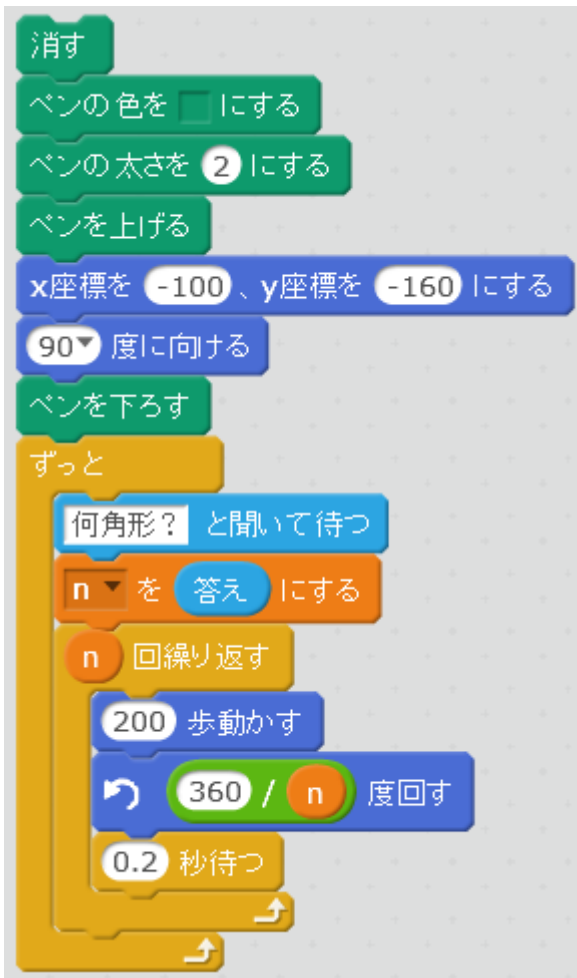 消す
ペンの色を にする
ペンの太さを 2 にする
ペンを上げる
x座標を -100 、y座標を -160 にする
90 度に向ける
ペンを下ろす
ずっと
何角形? と聞いて待つ
n を 答え にする
n 回繰り返す
200 歩動かす
360 / n 度回す
0.2 秒待つ